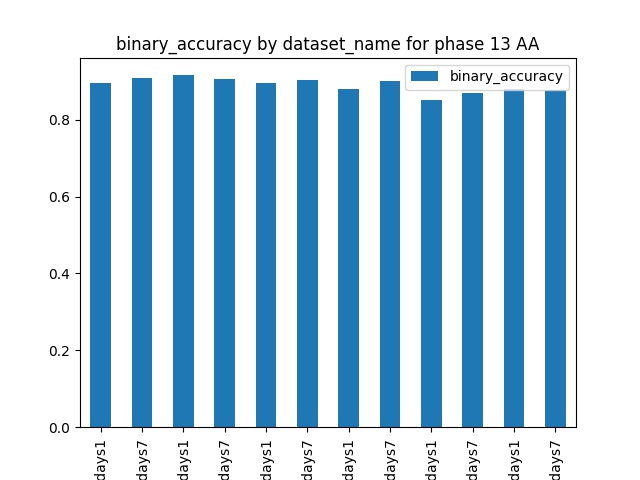 binary_accuracy by dataset_name for phase 13 AA
binary_accuracy
0.8
0.6
0.4
0.2
0.0
days1
days7
days1
days7
days1
days7
days1
days7
days1
days7
days1
days7